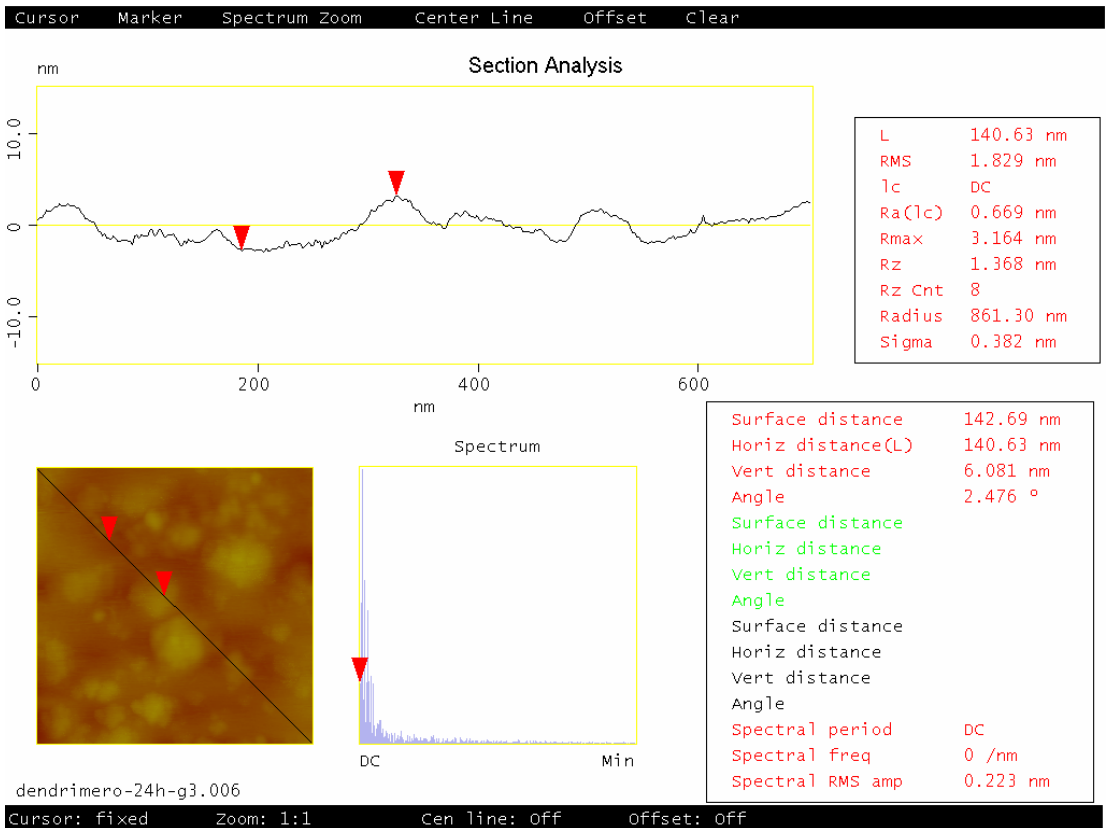 Cursor Marker Spectrum Zoom Center Line Offset Clear
Section Analysis
nm
10.0
0
-10.0
0 200 400 600
nm
L 140.63 nm
RMS 1.829 nm
lc DC
Ra(lc) 0.669 nm
Rmax 3.164 nm
Rz 1.368 nm
Rz Cnt 8
Radius 861.30 nm
Sigma 0.382 nm
Surface distance 142.69 nm
Horiz distance(L) 140.63 nm
Vert distance 6.081 nm
Angle 2.476 º
Surface distance
Horiz distance
Vert distance
Angle
Surface distance
Horiz distance
Vert distance
Angle
Spectral period DC
Spectral freq 0 /nm
Spectral RMS amp 0.223 nm
Spectrum
DC Min
dendrimero-24h-g3.006
Cursor: fixed Zoom: 1:1 Cen line: Off Offset: Off